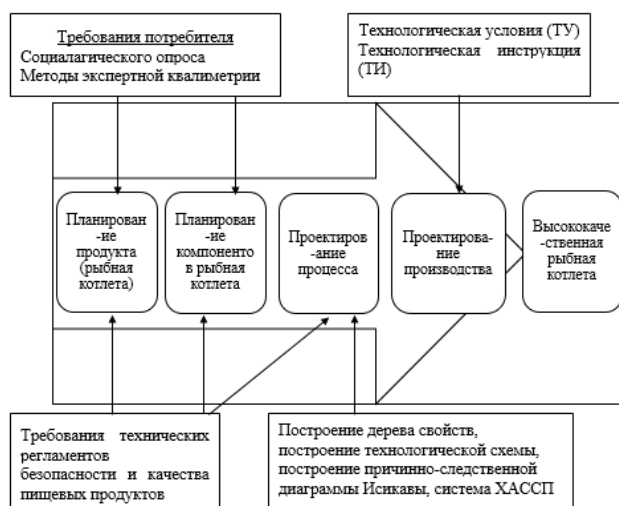 Требования потребителя
Социалагического опроса
Методы экспертной квалиметрии
Технологическая условия (ТУ)
Технологическая инструкция
(ТИ)
Планирован
-ие
продукта
(рыбная
котлета)
Планирован
-ие
компоненто
в рыбная
котлета
Проектиров
-ание
процесса
Проектирова-
ние
производства
Высококаче
-ственная
рыбная
котлета
Требования технических
регламентов
безопасности и качества
пищевых продуктов
Построение дерева свойств,
построение технологической схемы,
построение причинно-следственной
диаграммы Исикавы, система ХАССП